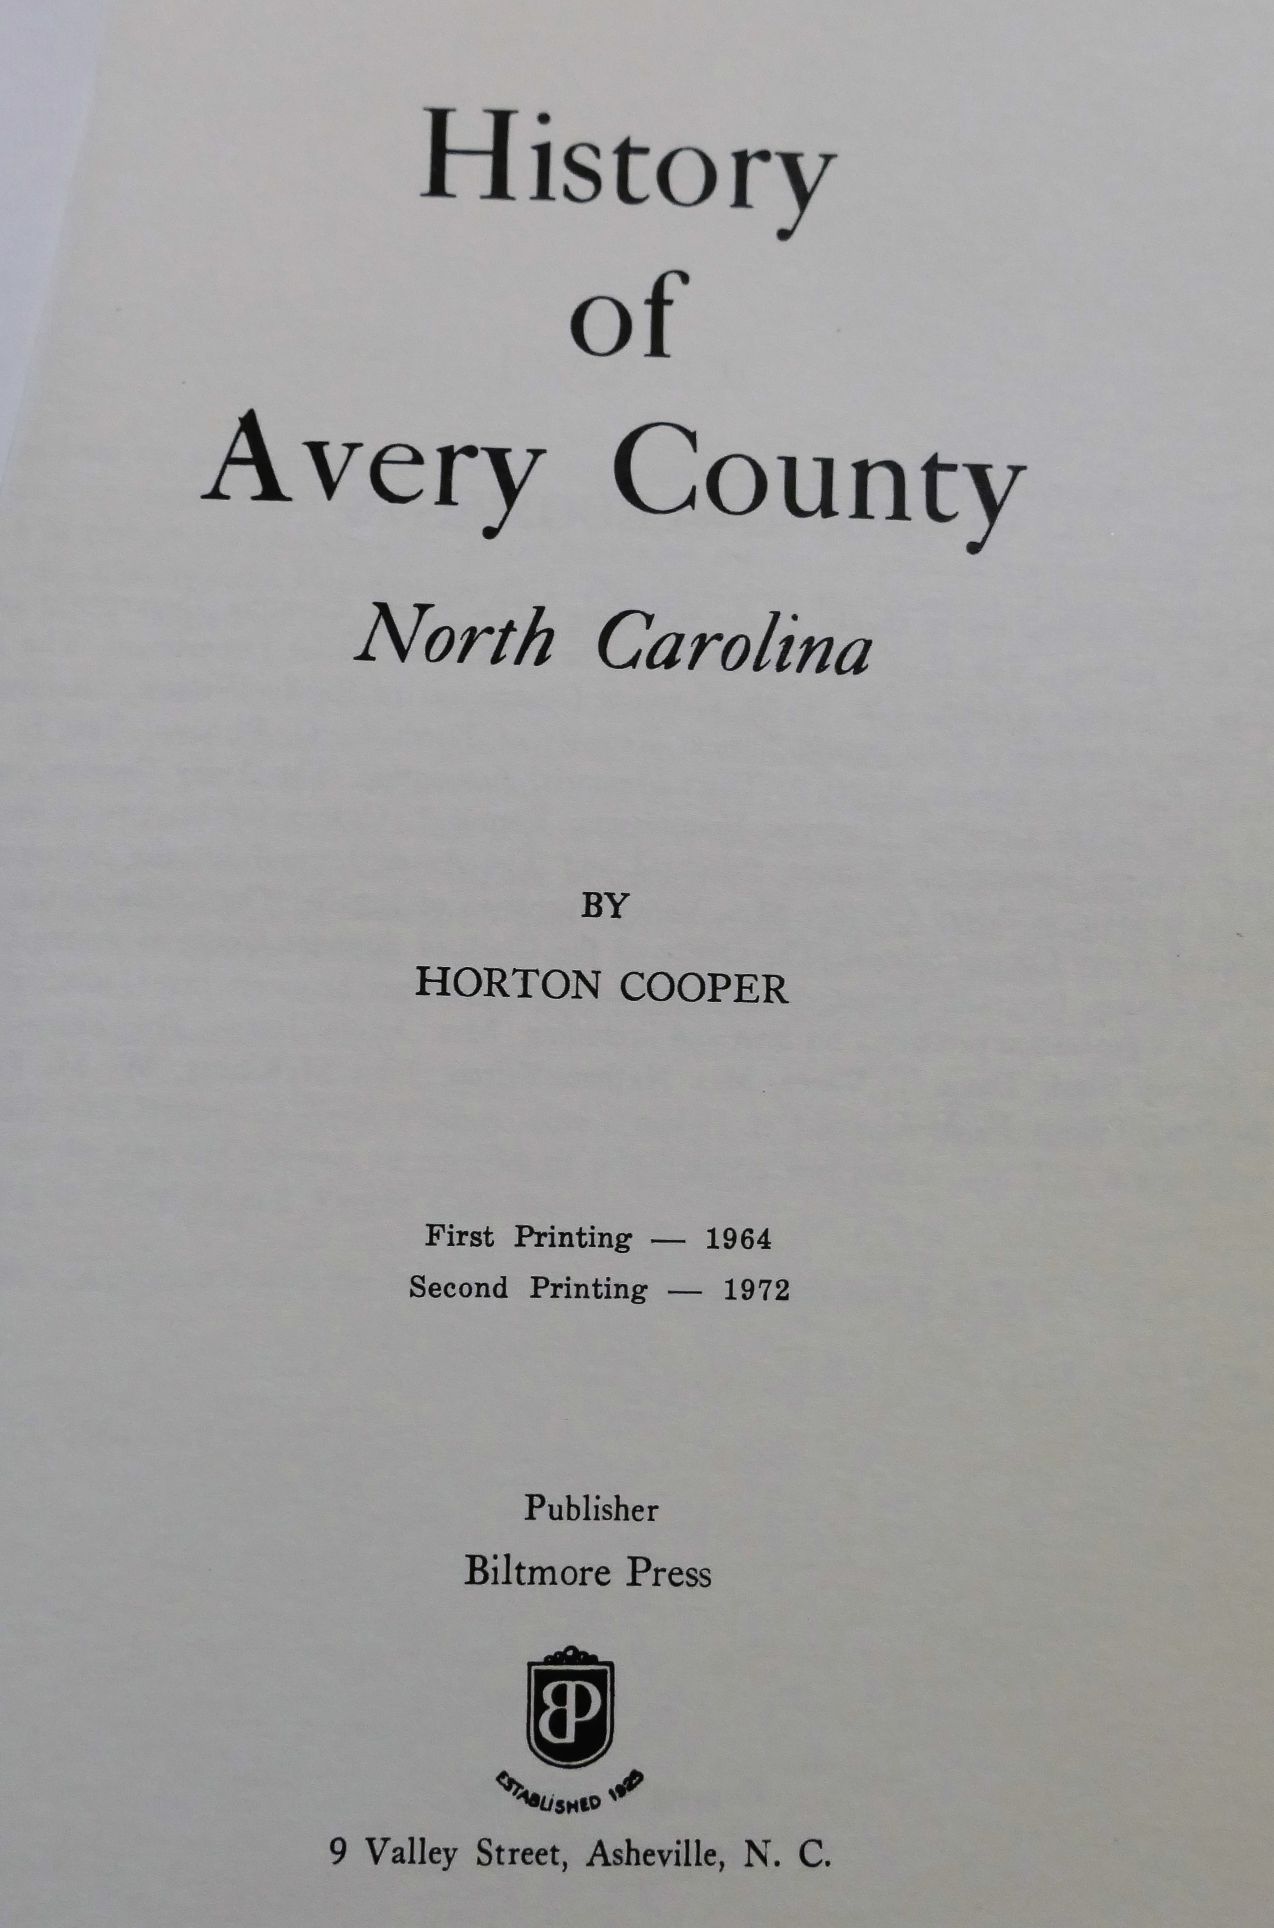 History
of
Avery County
North Carolina
BY
HORTON COOPER
First Printing — 1964
Second Printing — 1972
Publisher
Biltmore Press
BP
ESTABLISHED 1925
9 Valley Street, Asheville, N. C.